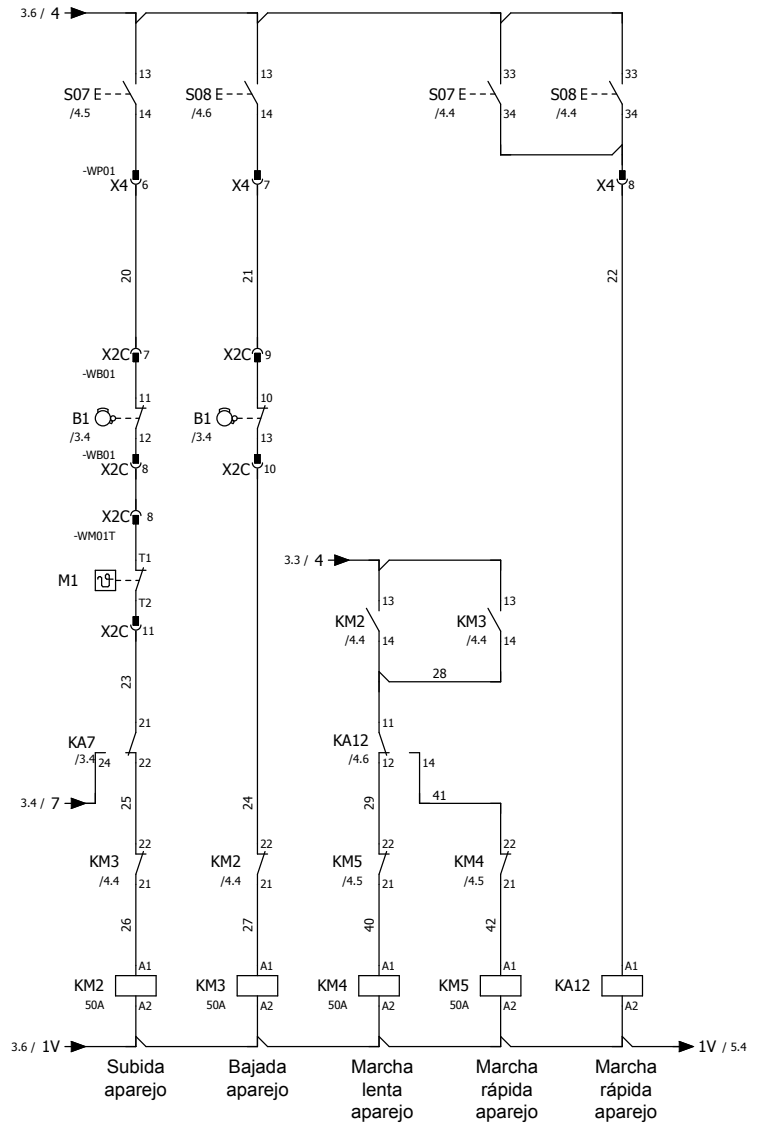 3.6 / 4
13 13 33 33
S07 E S08 E S07 E S08 E
/4.5 14 /4.6 14 /4.4 34 /4.4 34
-WP01
X4 6 X4 7 X4 8
20 21 22
X2C 7 X2C 9
-WB01
11 10
B1 B1
/3.4 12 /3.4 13
-WB01
X2C 8 X2C 10
X2C 8
-WM01T
T1
3.3 / 4
M1 ϑ
T2
13 13
KM2 KM3
X2C 11
/4.4 14 /4.4 14
28
23
21 11
KA7 KA12
/3.4 24 22 /4.6 12 14
41
3.4 / 7
25 24 29
22 22 22 22
KM3 KM2 KM5 KM4
/4.4 21 /4.4 21 /4.5 21 /4.5 21
26 27 40 42
A1 A1 A1 A1 A1
KM2 KM3 KM4 KM5 KA12
50A A2 50A A2 50A A2 50A A2 A2
3.6 / 1V 1V / 5.4
Subida Bajada Marcha Marcha Marcha
aparejo aparejo lenta rápida rápida
aparejo aparejo aparejo